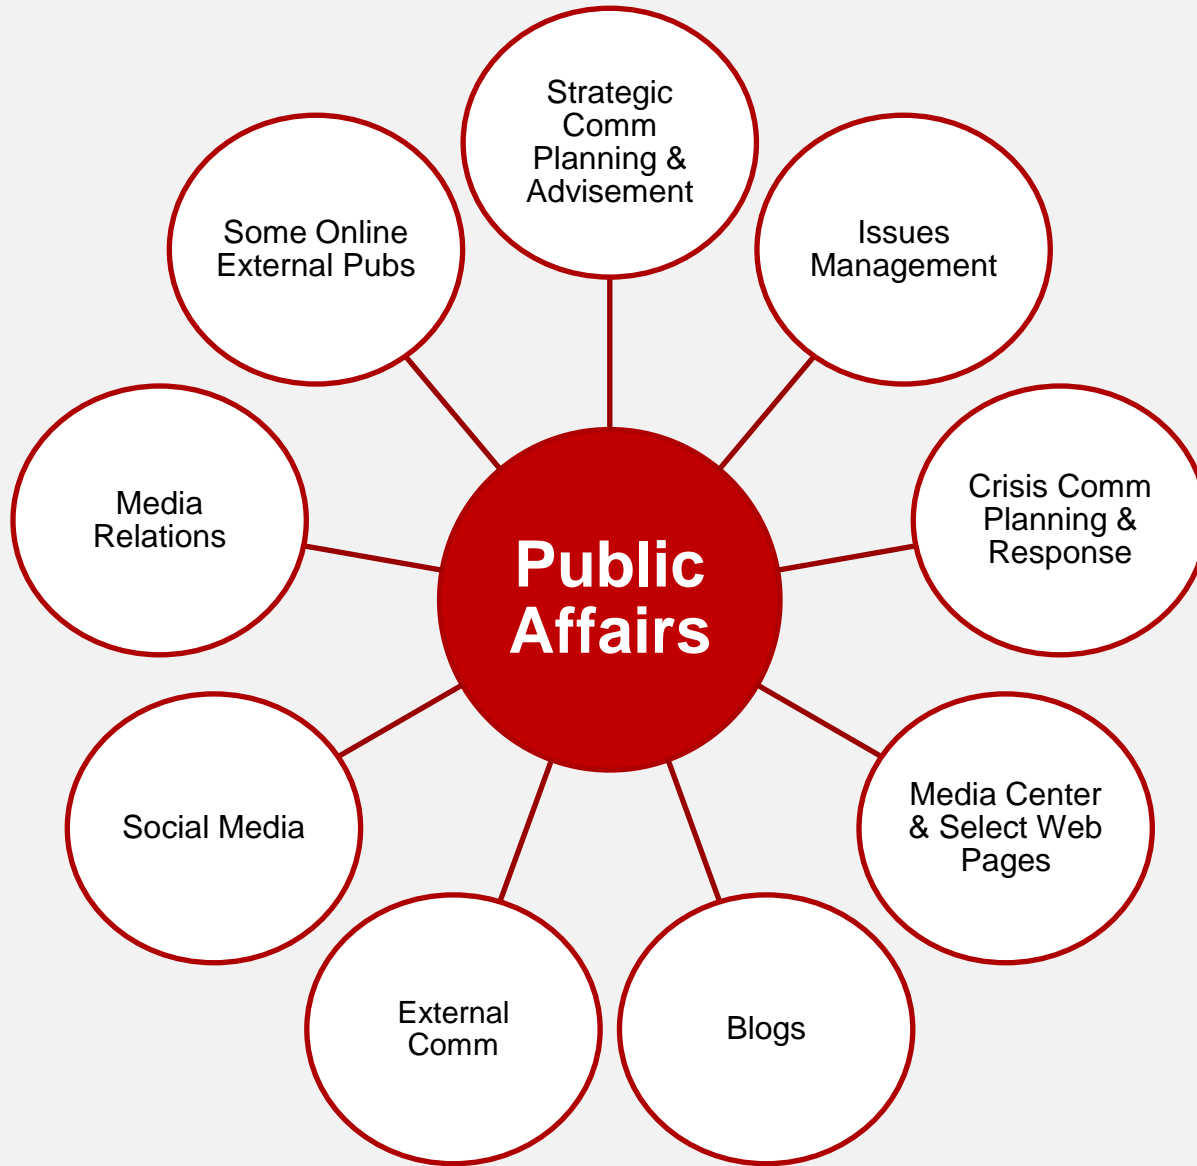 Strategic
Comm
Planning &
Advisement
Issues
Management
Crisis Comm
Planning &
Response
Media Center
& Select Web
Pages
Blogs
External
Comm
Social Media
Media
Relations
Some Online
External Pubs
Public
Affairs